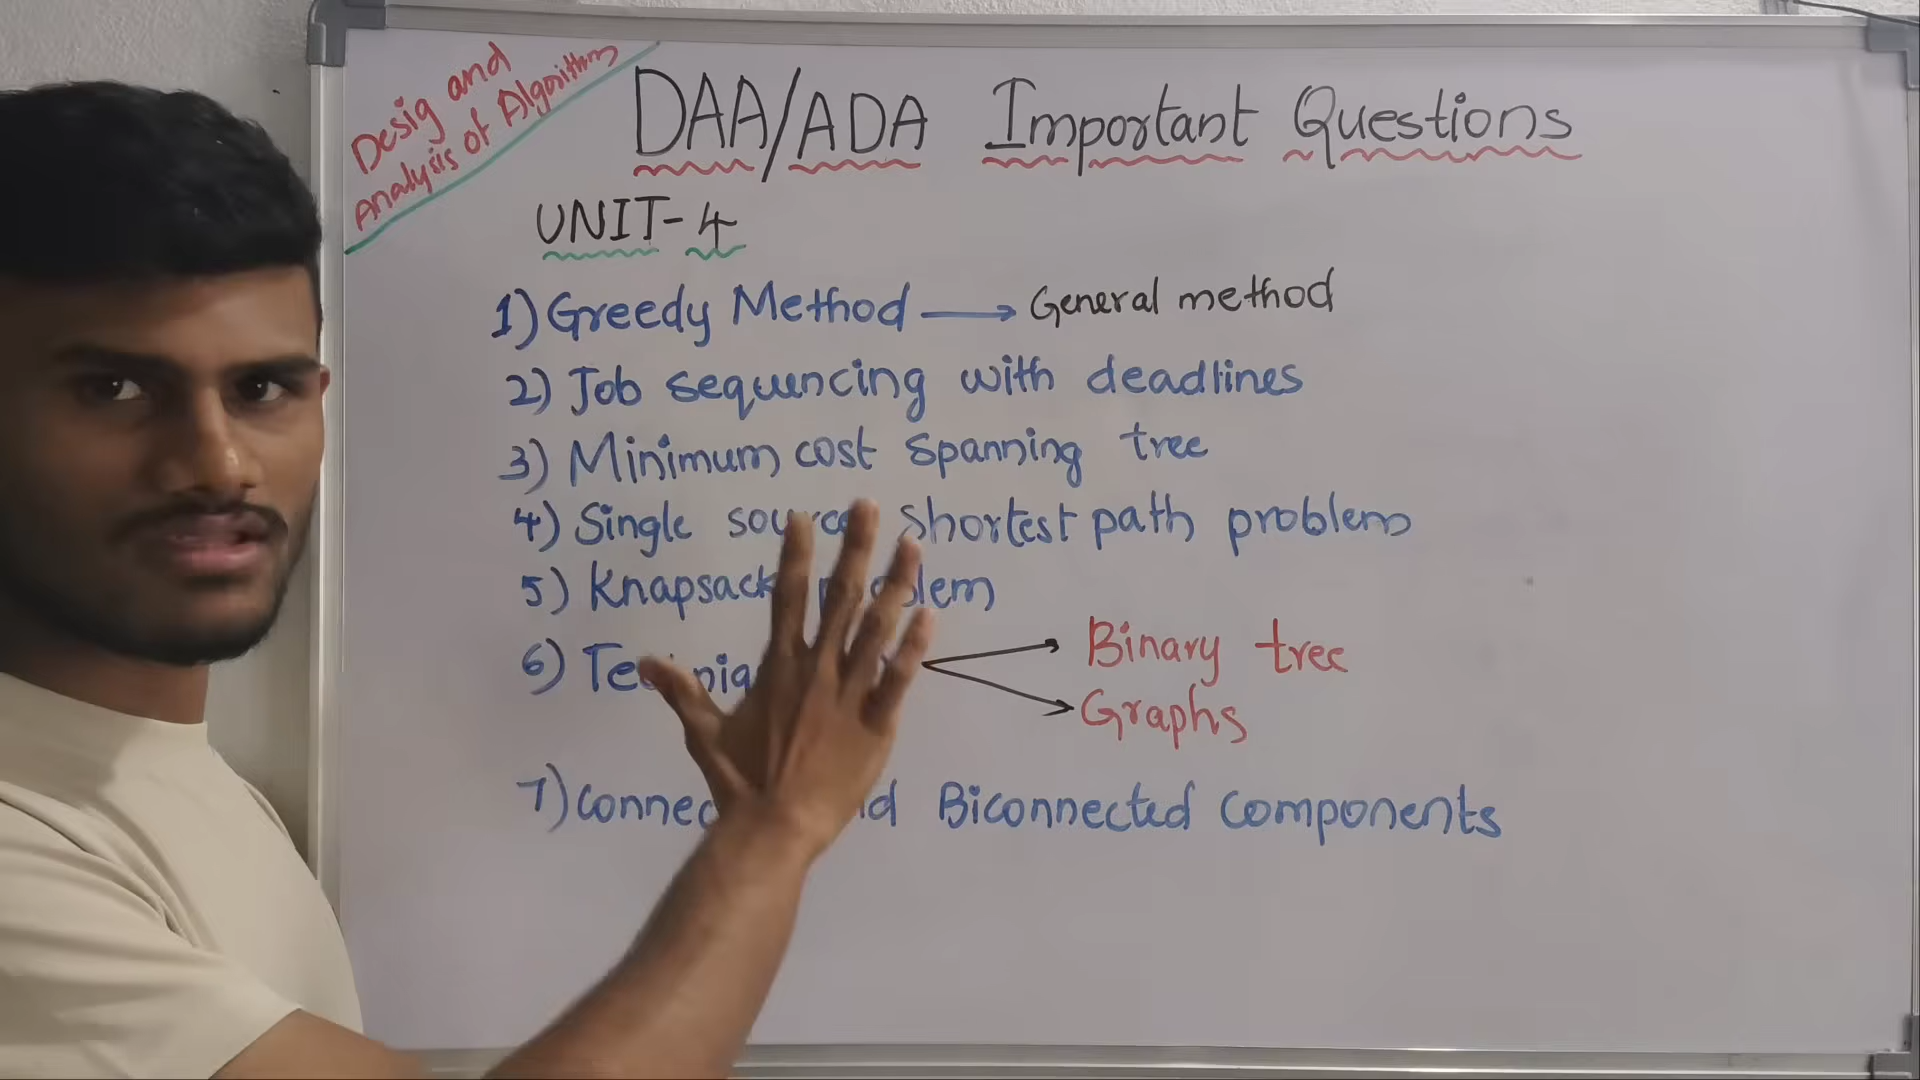 Desig and
Analysis of Algorithm
DAA/ADA Important Questions
UNIT-4
1) Greedy Method → General method
2) Job sequencing with deadlines
3) Minimum cost spanning tree
4) Single shortest path problem
5) Knapsack
6)
Binary tree
Graphs
7) Biconnected components